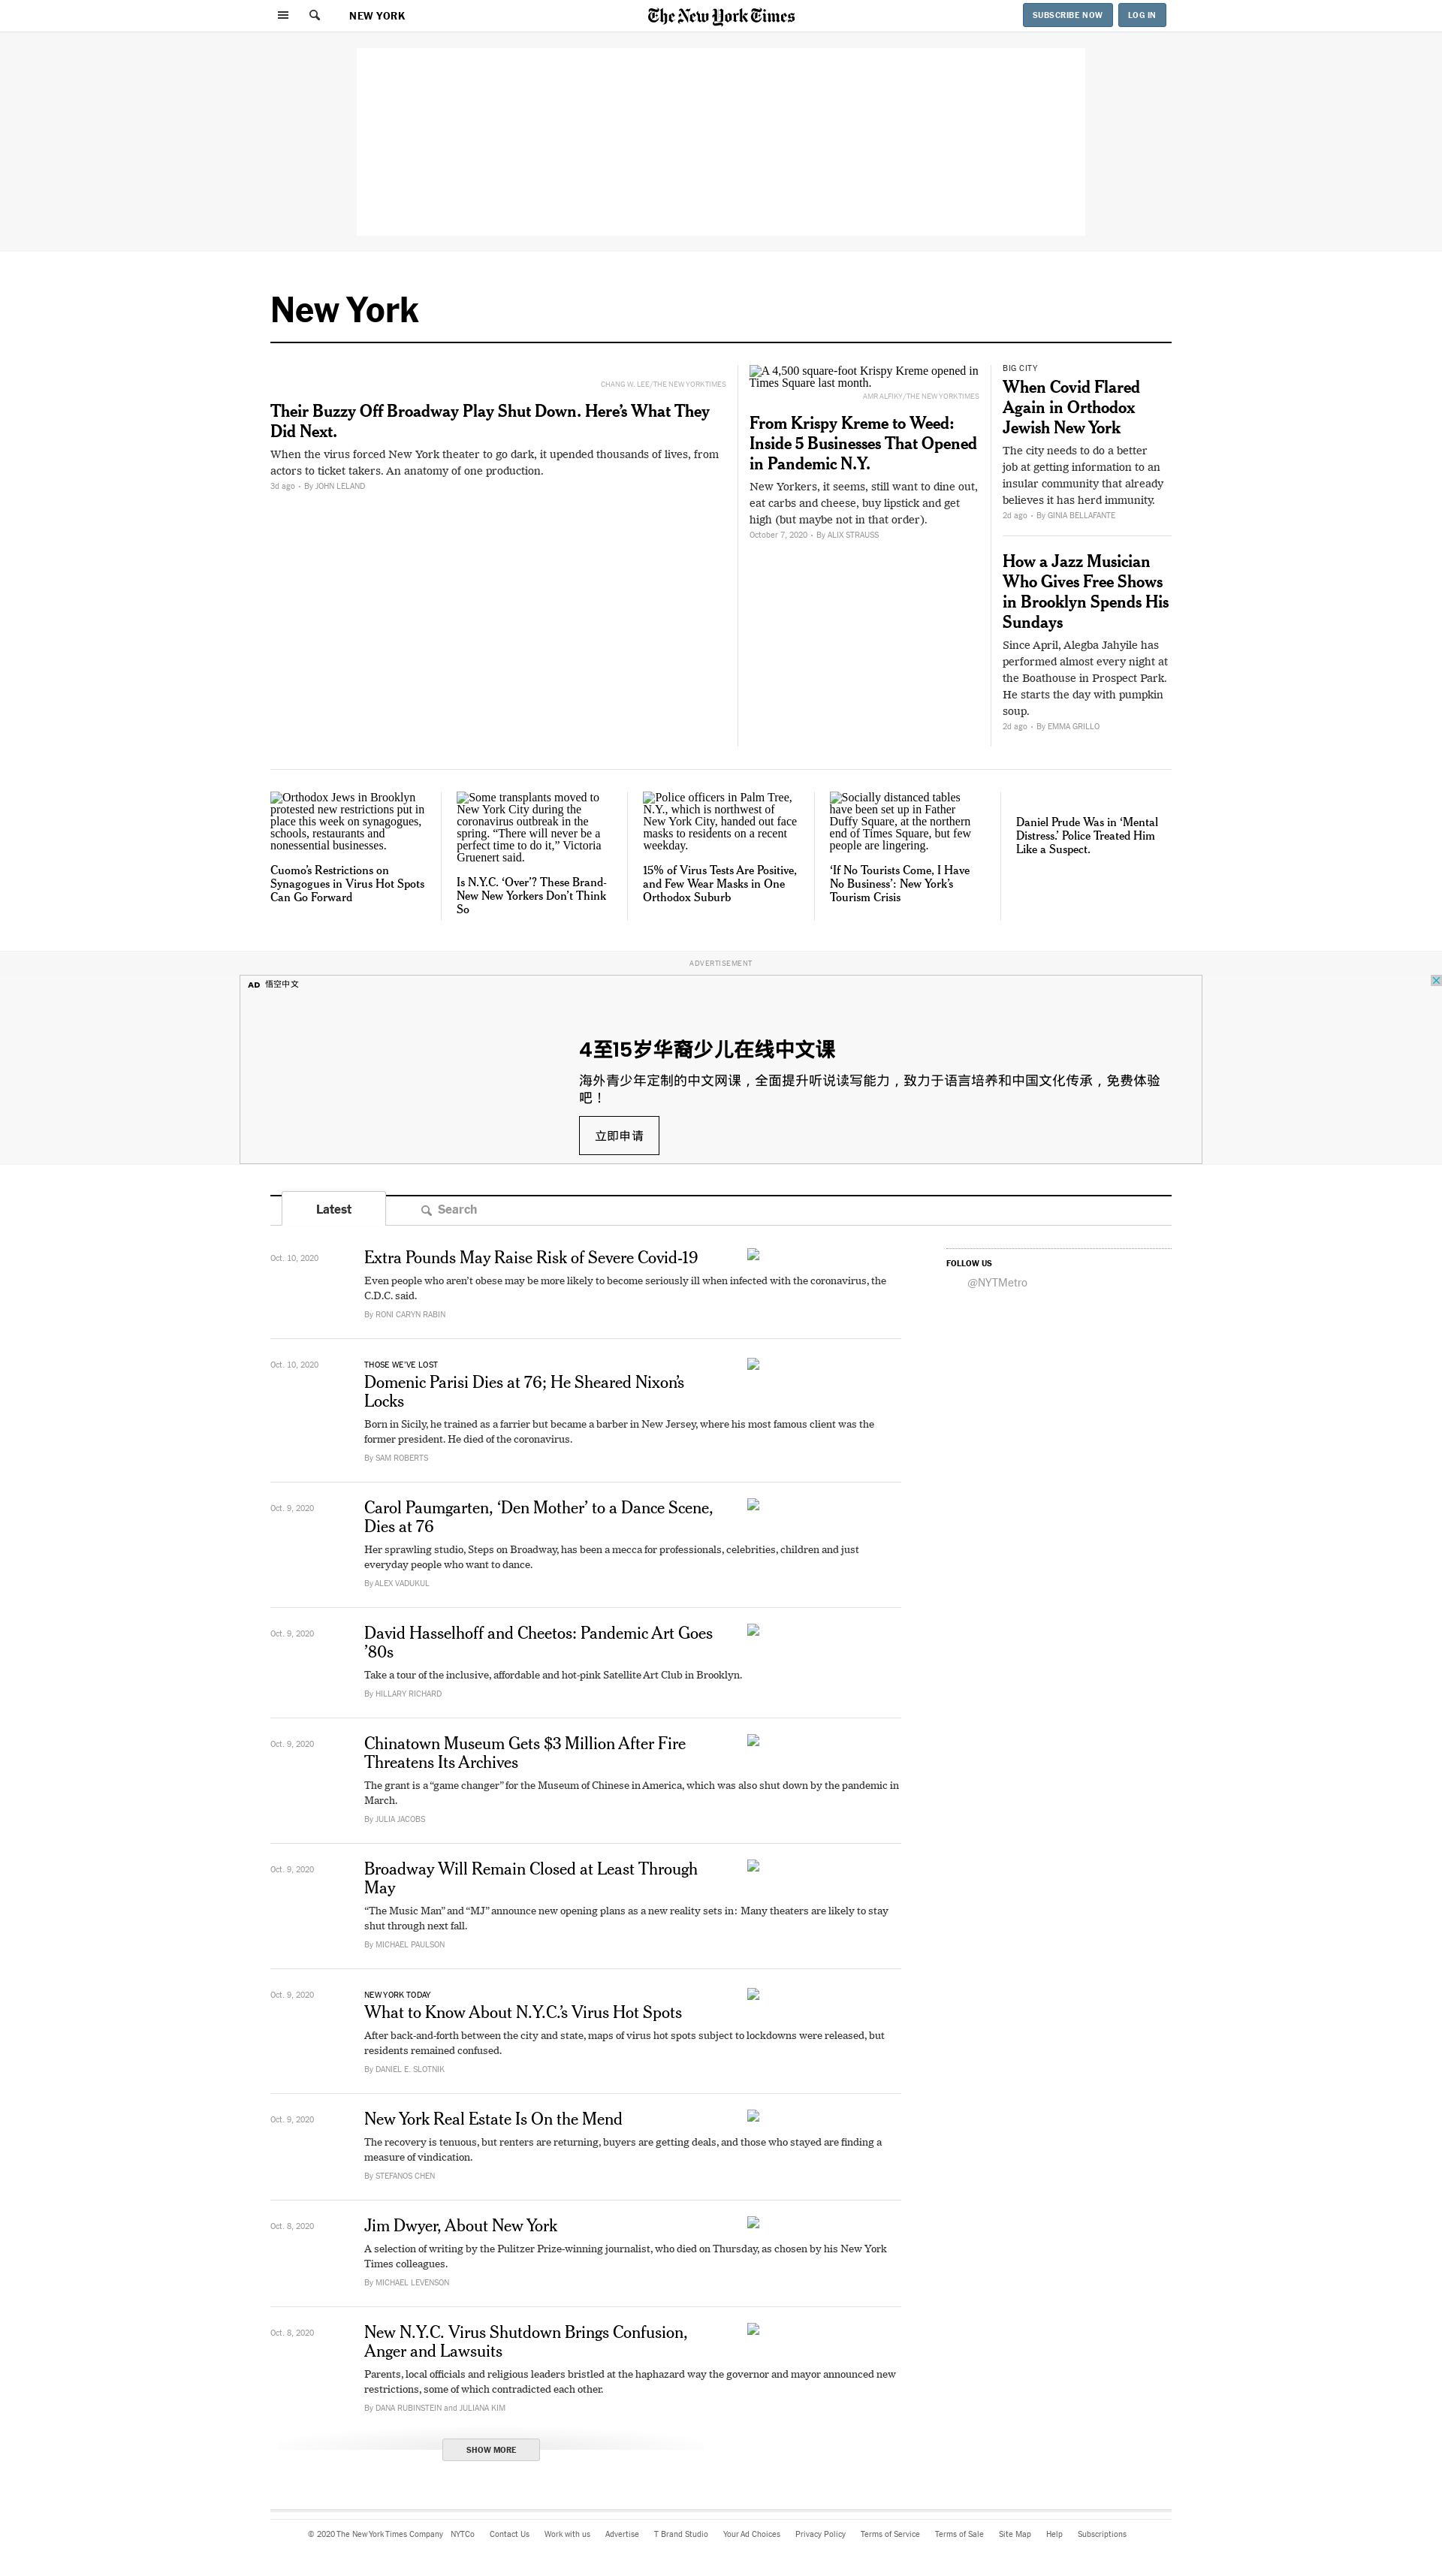 NEW YORK
The New York Times
SUBSCRIBE NOW
LOG IN
New York
CHANG W. LEE/THE NEW YORK TIMES
Their Buzzy Off Broadway Play Shut Down. Here’s What They
Did Next.
When the virus forced New York theater to go dark, it upended thousands of lives, from
actors to ticket takers. An anatomy of one production.
3d ago • By JOHN LELAND
A 4,500 square-foot Krispy Kreme opened in
Times Square last month.
AMR ALFIKY/THE NEW YORK TIMES
From Krispy Kreme to Weed:
Inside 5 Businesses That Opened
in Pandemic N.Y.
New Yorkers, it seems, still want to dine out,
eat carbs and cheese, buy lipstick and get
high (but maybe not in that order).
October 7, 2020 • By ALIX STRAUSS
BIG CITY
When Covid Flared
Again in Orthodox
Jewish New York
The city needs to do a better
job at getting information to an
insular community that already
believes it has herd immunity.
2d ago • By GINIA BELLAFANTE
How a Jazz Musician
Who Gives Free Shows
in Brooklyn Spends His
Sundays
Since April, Alegba Jahyile has
performed almost every night at
the Boathouse in Prospect Park.
He starts the day with pumpkin
soup.
2d ago • By EMMA GRILLO
Orthodox Jews in Brooklyn
protested new restrictions put in
place this week on synagogues,
schools, restaurants and
nonessential businesses.
Cuomo’s Restrictions on
Synagogues in Virus Hot Spots
Can Go Forward
Some transplants moved to
New York City during the
coronavirus outbreak in the
spring. “There will never be a
perfect time to do it,” Victoria
Gruenert said.
Is N.Y.C. ‘Over’? These Brand-
New New Yorkers Don’t Think
So
Police officers in Palm Tree,
N.Y., which is northwest of
New York City, handed out face
masks to residents on a recent
weekday.
15% of Virus Tests Are Positive,
and Few Wear Masks in One
Orthodox Suburb
Socially distanced tables
have been set up in Father
Duffy Square, at the northern
end of Times Square, but few
people are lingering.
‘If No Tourists Come, I Have
No Business’: New York’s
Tourism Crisis
Daniel Prude Was in ‘Mental
Distress.’ Police Treated Him
Like a Suspect.
ADVERTISEMENT
AD 悟空中文
4至15岁华裔少儿在线中文课
海外青少年定制的中文网课，全面提升听说读写能力，致力于语言培养和中国文化传承，免费体验
吧！
立即申请
Latest
Search
Oct. 10, 2020
Extra Pounds May Raise Risk of Severe Covid-19
Even people who aren’t obese may be more likely to become seriously ill when infected with the coronavirus, the
C.D.C. said.
By RONI CARYN RABIN
FOLLOW US
@NYTMetro
Oct. 10, 2020
THOSE WE’VE LOST
Domenic Parisi Dies at 76; He Sheared Nixon’s
Locks
Born in Sicily, he trained as a farrier but became a barber in New Jersey, where his most famous client was the
former president. He died of the coronavirus.
By SAM ROBERTS
Oct. 9, 2020
Carol Paumgarten, ‘Den Mother’ to a Dance Scene,
Dies at 76
Her sprawling studio, Steps on Broadway, has been a mecca for professionals, celebrities, children and just
everyday people who want to dance.
By ALEX VADUKUL
Oct. 9, 2020
David Hasselhoff and Cheetos: Pandemic Art Goes
’80s
Take a tour of the inclusive, affordable and hot-pink Satellite Art Club in Brooklyn.
By HILLARY RICHARD
Oct. 9, 2020
Chinatown Museum Gets $3 Million After Fire
Threatens Its Archives
The grant is a “game changer” for the Museum of Chinese in America, which was also shut down by the pandemic in
March.
By JULIA JACOBS
Oct. 9, 2020
Broadway Will Remain Closed at Least Through
May
“The Music Man” and “MJ” announce new opening plans as a new reality sets in: Many theaters are likely to stay
shut through next fall.
By MICHAEL PAULSON
Oct. 9, 2020
NEW YORK TODAY
What to Know About N.Y.C.’s Virus Hot Spots
After back-and-forth between the city and state, maps of virus hot spots subject to lockdowns were released, but
residents remained confused.
By DANIEL E. SLOTNIK
Oct. 9, 2020
New York Real Estate Is On the Mend
The recovery is tenuous, but renters are returning, buyers are getting deals, and those who stayed are finding a
measure of vindication.
By STEFANOS CHEN
Oct. 8, 2020
Jim Dwyer, About New York
A selection of writing by the Pulitzer Prize-winning journalist, who died on Thursday, as chosen by his New York
Times colleagues.
By MICHAEL LEVENSON
Oct. 8, 2020
New N.Y.C. Virus Shutdown Brings Confusion,
Anger and Lawsuits
Parents, local officials and religious leaders bristled at the haphazard way the governor and mayor announced new
restrictions, some of which contradicted each other.
By DANA RUBINSTEIN and JULIANA KIM
SHOW MORE
© 2020 The New York Times Company NYTCo Contact Us Work with us Advertise T Brand Studio Your Ad Choices Privacy Policy Terms of Service Terms of Sale Site Map Help Subscriptions